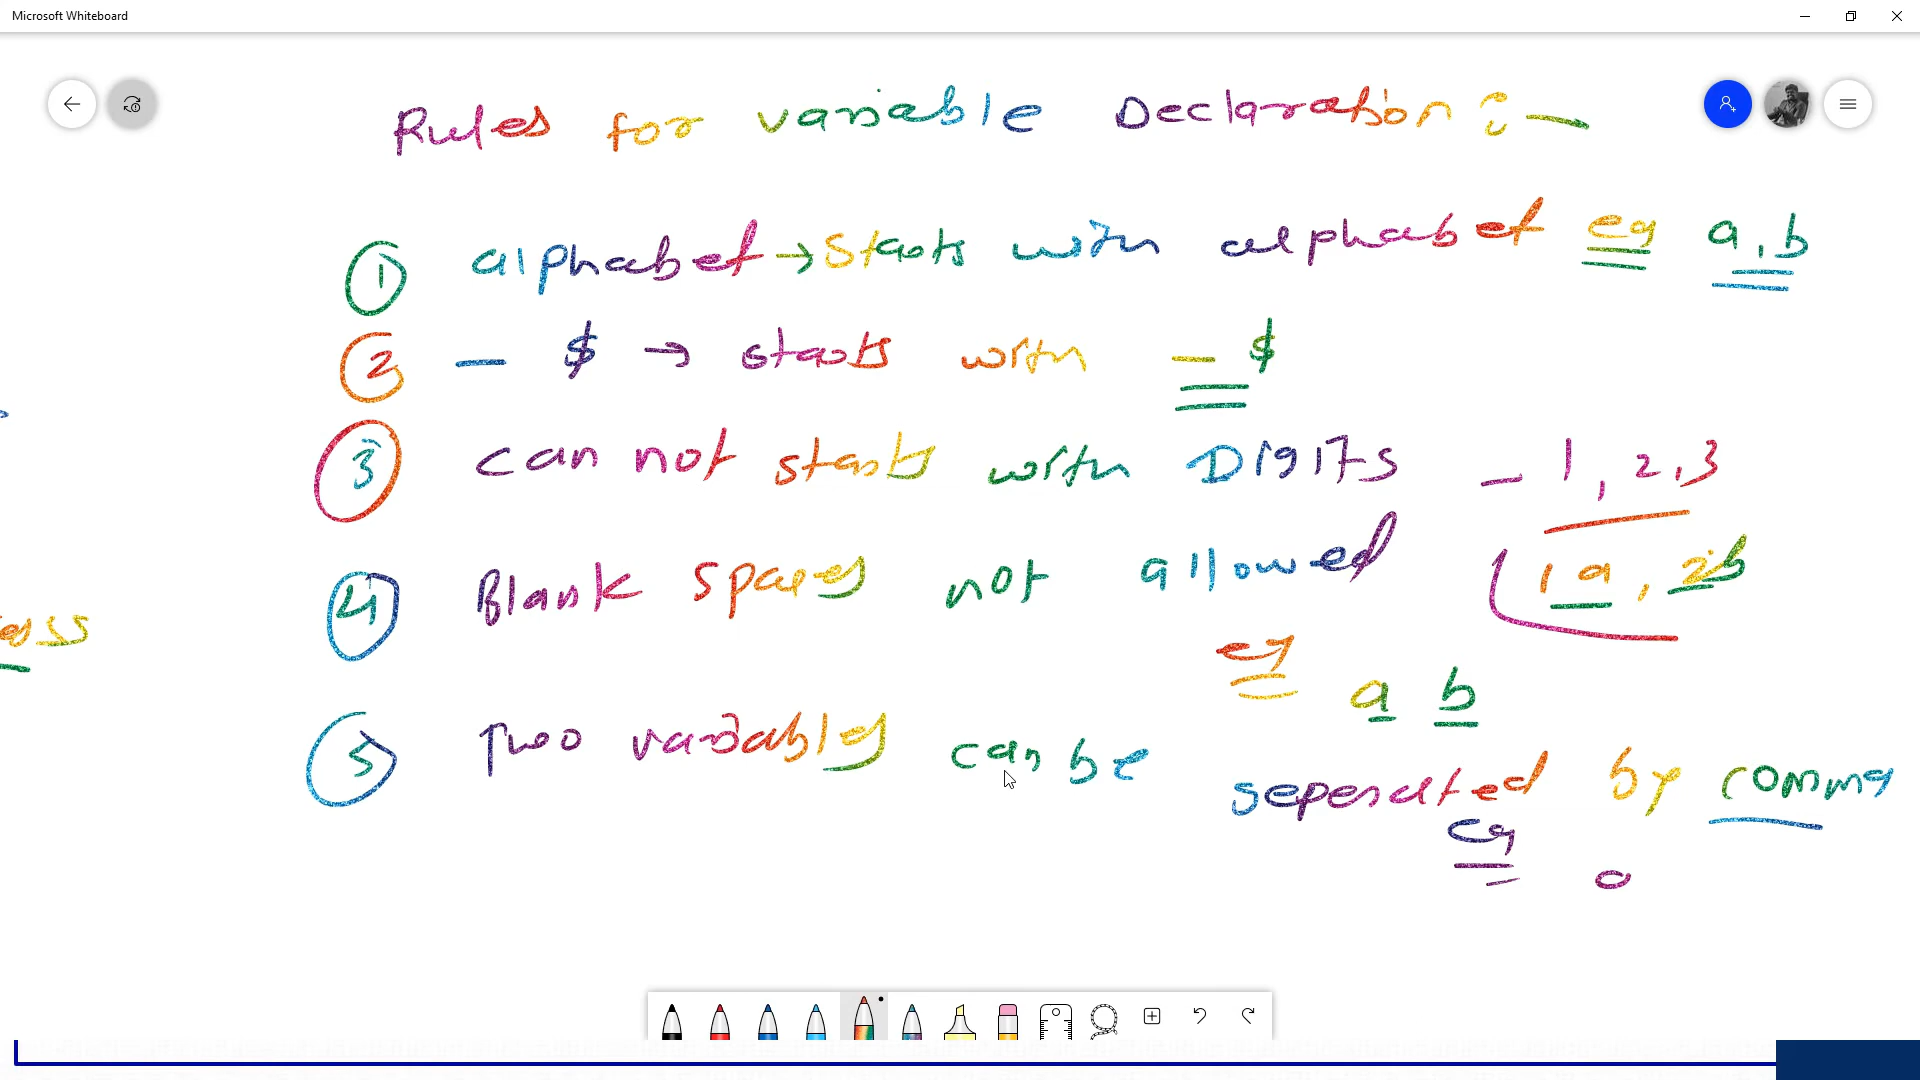 Microsoft Whiteboard
Rules for variable Declaration :-
1 alphabet → Starts with alphabet eg a, b
2 _ $ → starts with _ $
3 can not starts with Digits - 1, 2, 3
1a, 2b
4 Blank spaces not allowed
eg a b
5 Two variables can be seperated by comma
eg a